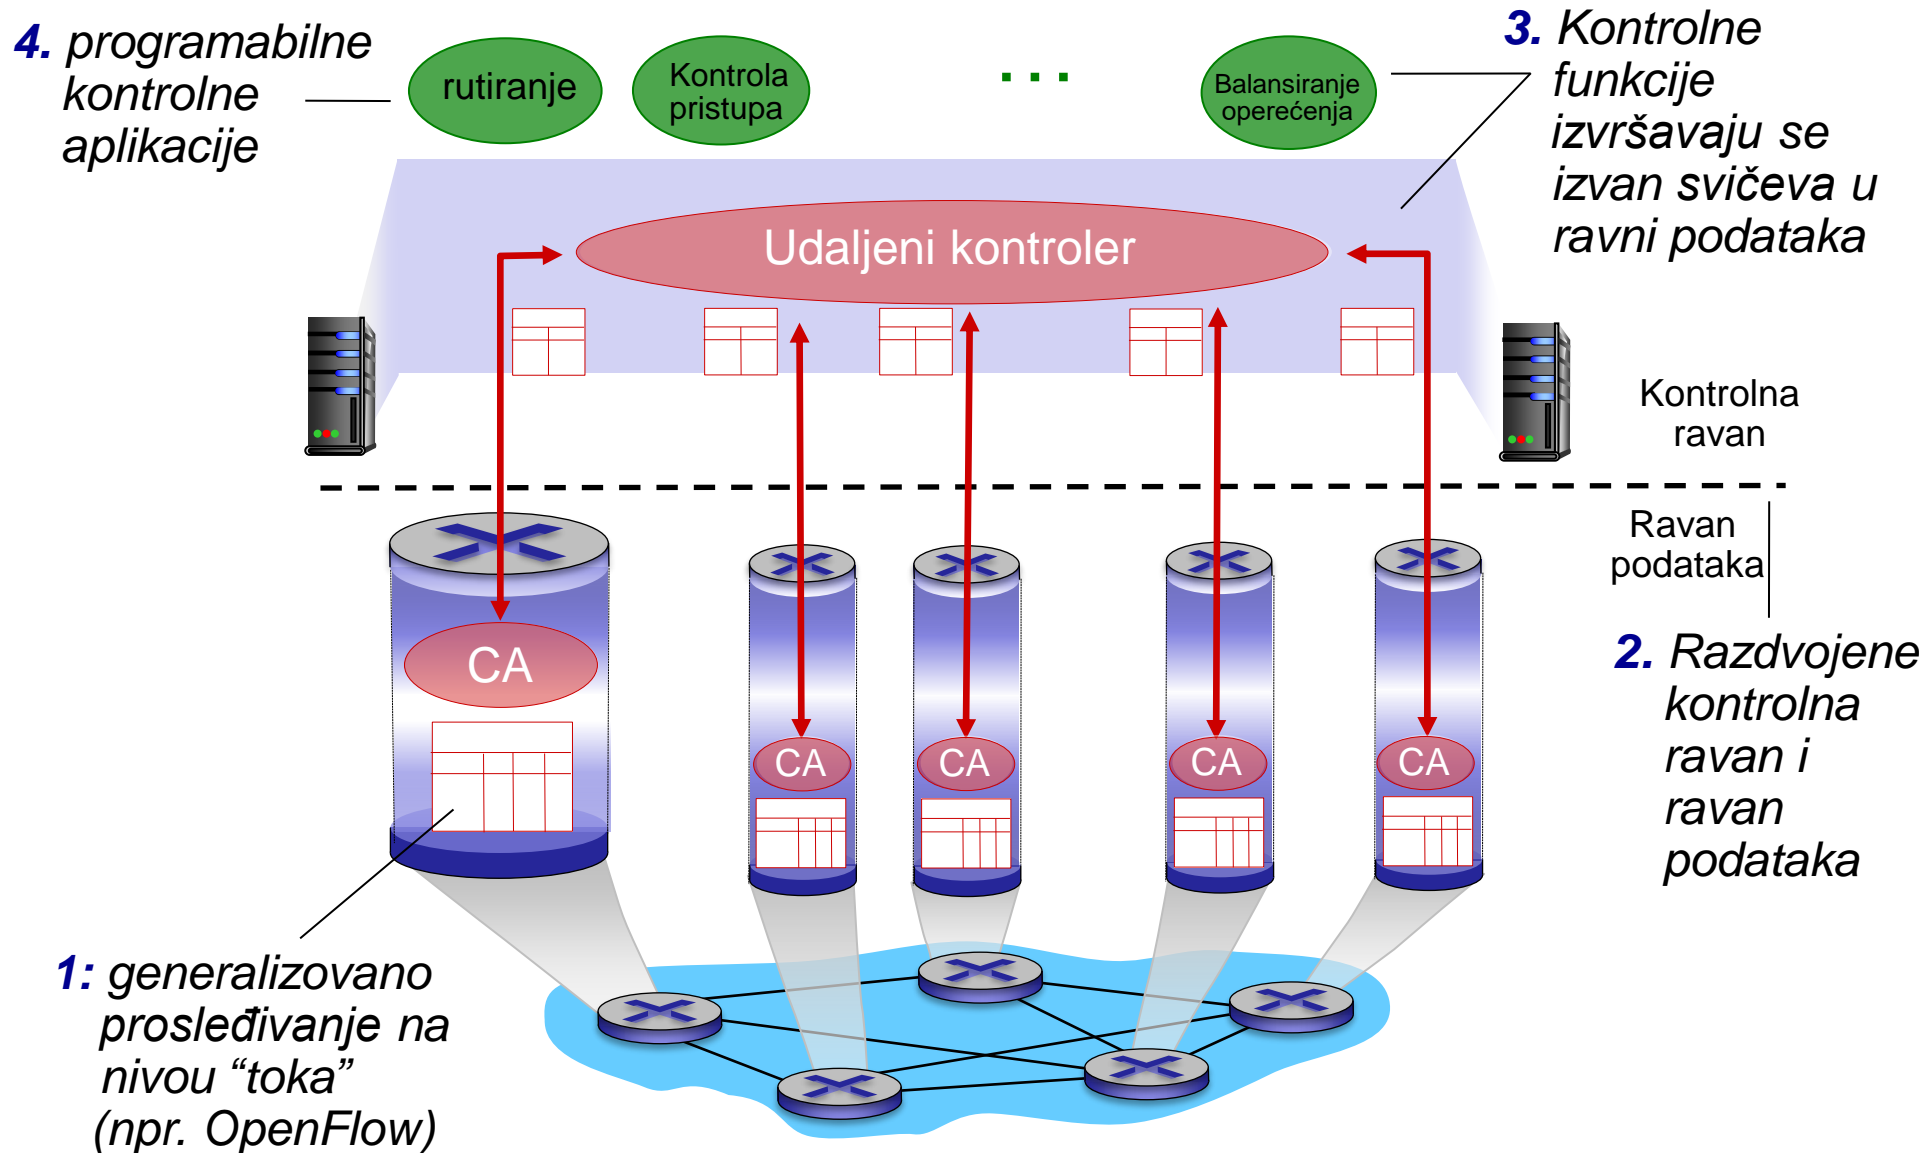 4. programabilne
kontrolne
aplikacije
rutiranje
Kontrola
pristupa
...
Balansiranje
operećenja
3. Kontrolne
funkcije
izvršavaju se
izvan svičeva u
ravni podataka
Udaljeni kontroler
Kontrolna
ravan
Ravan
podataka
CA
CA
CA
CA
CA
2. Razdvojene
kontrolna
ravan i
ravan
podataka
1: generalizovano
prosleđivanje na
nivou “toka”
(npr. OpenFlow)